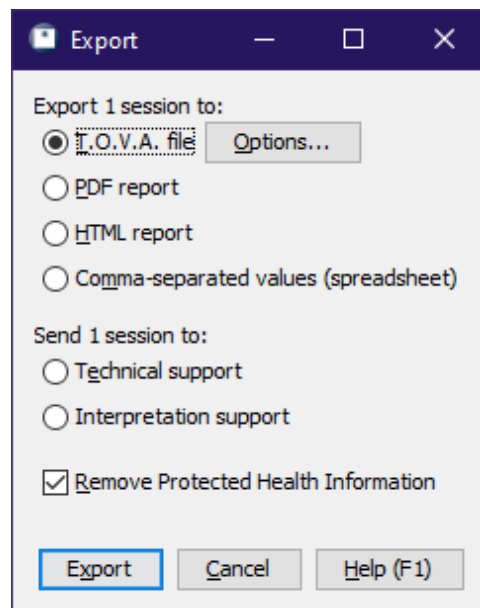 Export
Export 1 session to:
T.O.V.A. file Options...
PDF report
HTML report
Comma-separated values (spreadsheet)
Send 1 session to:
Technical support
Interpretation support
Remove Protected Health Information
Export Cancel Help (F1)